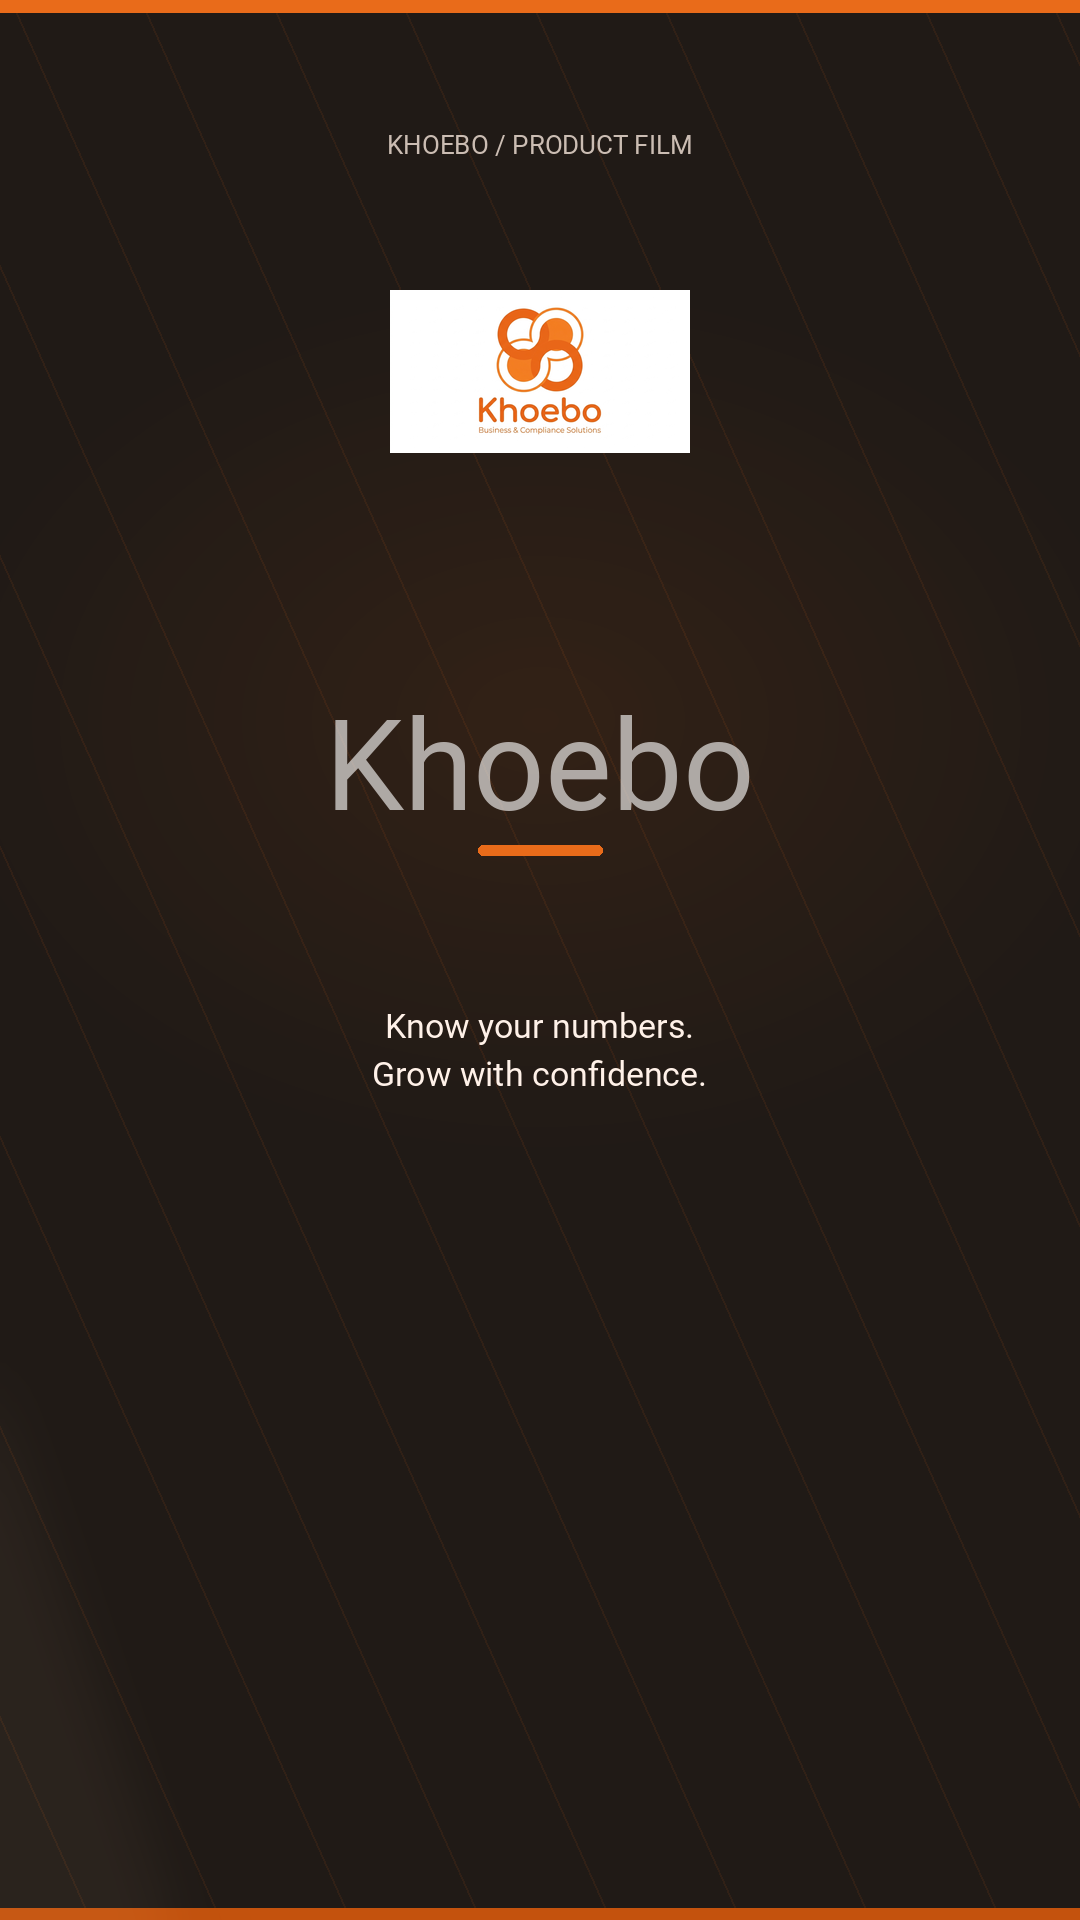 KHOEBO / PRODUCT FILM
Khoebo
Business & Compliance Solutions
Khoebo
Know your numbers.
Grow with confidence.